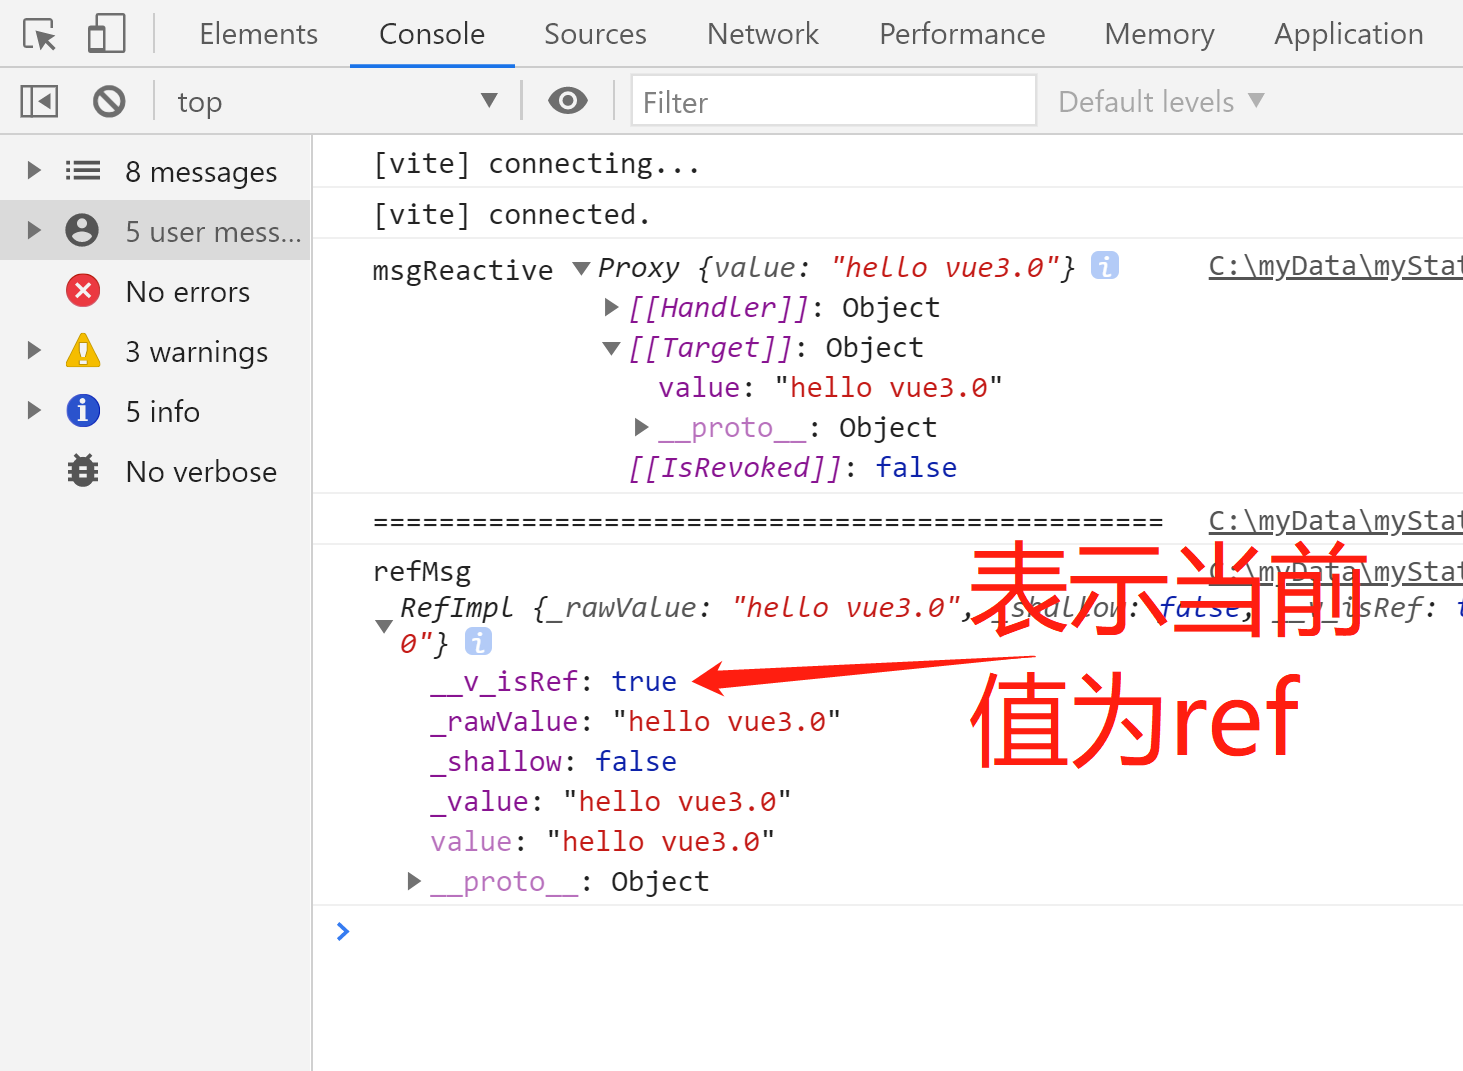 Elements Console Sources Network Performance Memory Application
top Filter Default levels
8 messages
5 user mess...
No errors
3 warnings
5 info
No verbose
[vite] connecting...
[vite] connected.
msgReactive Proxy {value: "hello vue3.0"} i C:\myData\myStat
[[Handler]]: Object
[[Target]]: Object
value: "hello vue3.0"
__proto__: Object
[[IsRevoked]]: false
================================================ C:\myData\myStat
refMsg C:\myData\myStat
RefImpl {_rawValue: "hello vue3.0", _shallow: false, __v_isRef: t
0"} i
__v_isRef: true
_rawValue: "hello vue3.0"
_shallow: false
_value: "hello vue3.0"
value: "hello vue3.0"
__proto__: Object
表示当前
值为ref